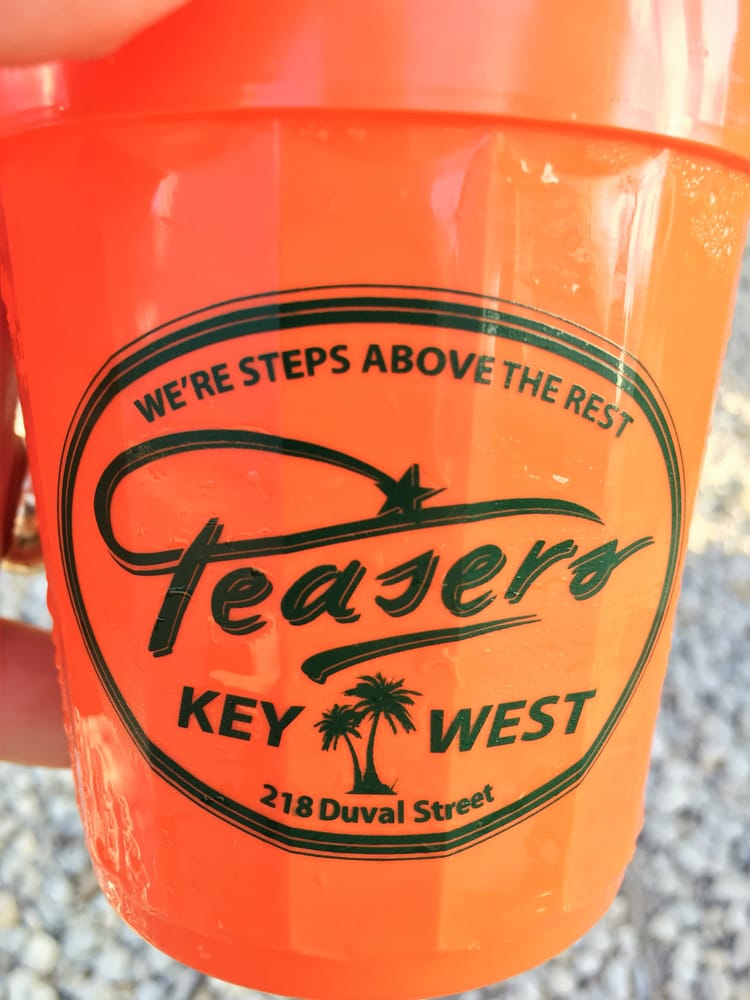 WE'RE STEPS ABOVE THE REST
Teasers
KEY WEST
218 Duval Street